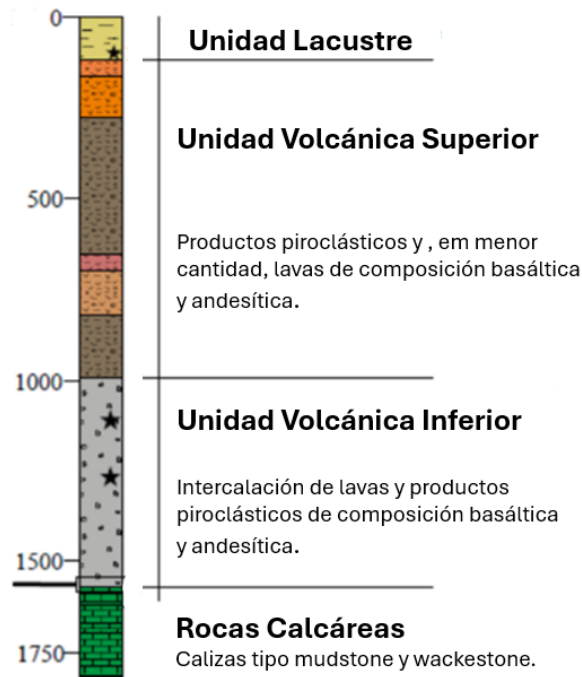 0
Unidad Lacustre
Unidad Volcánica Superior
500
Productos piroclásticos y , em menor
cantidad, lavas de composición basáltica
y andesítica.
1000
Unidad Volcánica Inferior
Intercalación de lavas y productos
piroclásticos de composición basáltica
y andesítica.
1500
Rocas Calcáreas
1750
Calizas tipo mudstone y wackestone.